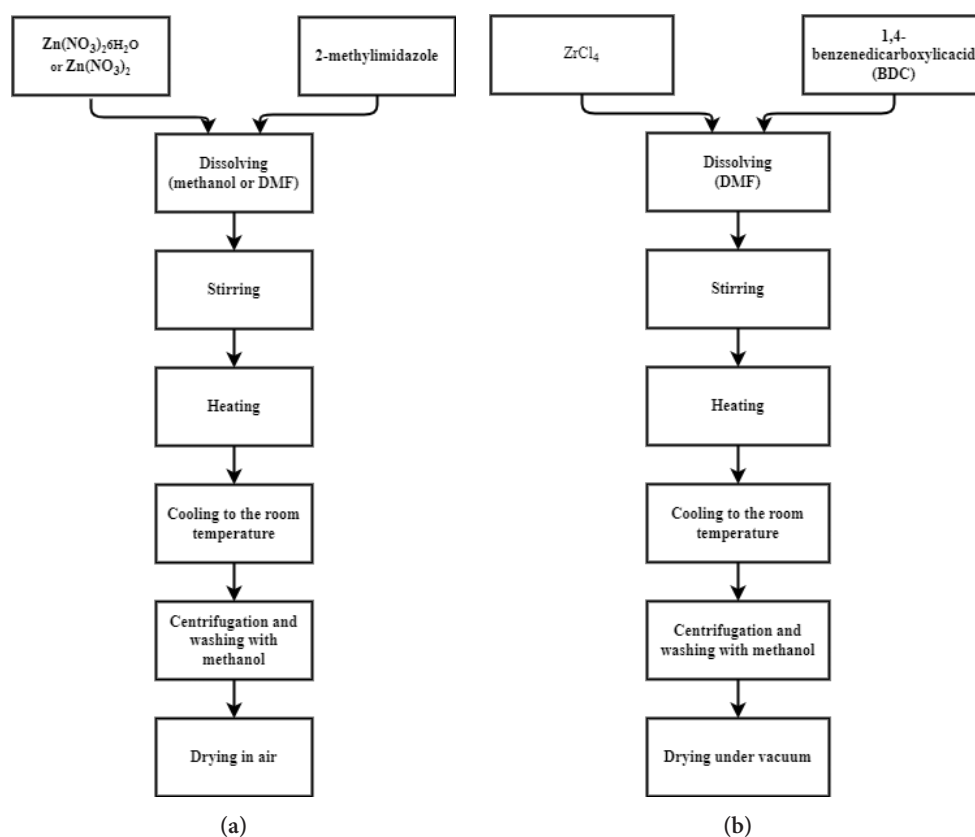 Zn(NO₃)₂6H₂O
or Zn(NO₃)₂
2-methylimidazole
Dissolving
(methanol or DMF)
Stirring
Heating
Cooling to the room
temperature
Centrifugation and
washing with
methanol
Drying in air
(a)
ZrCl₄
1,4-
benzenedicarboxylicacid
(BDC)
Dissolving
(DMF)
Stirring
Heating
Cooling to the room
temperature
Centrifugation and
washing with methanol
Drying under vacuum
(b)